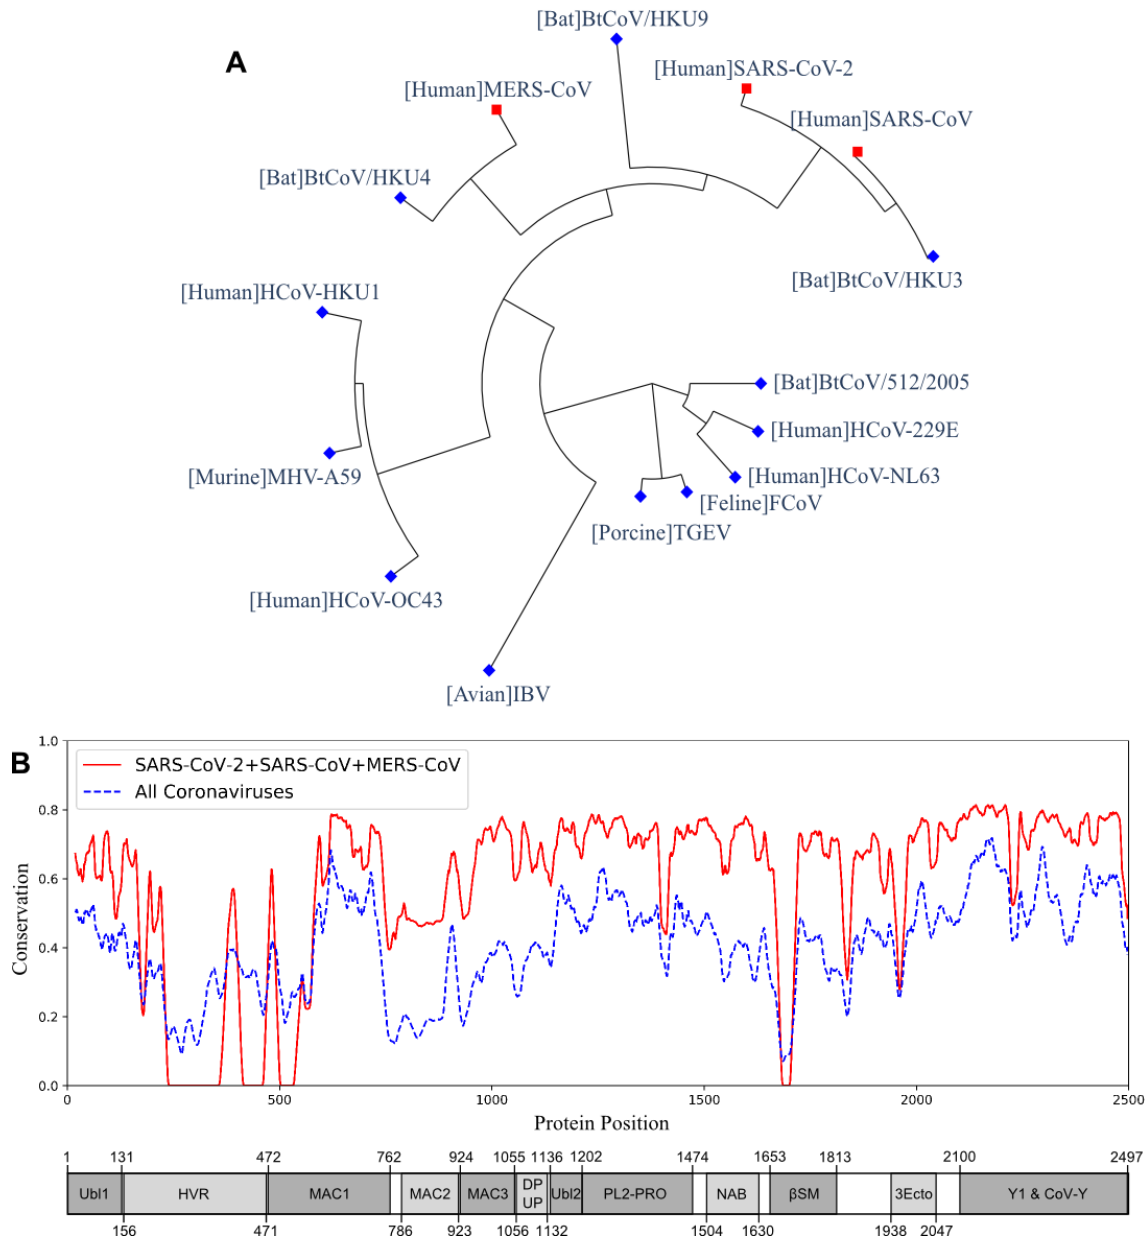 [Bat]BtCoV/HKU9
A
[Human]SARS-CoV-2
[Human]MERS-CoV
[Human]SARS-CoV
[Bat]BtCoV/HKU4
[Bat]BtCoV/HKU3
[Human]HCoV-HKU1
[Bat]BtCoV/512/2005
[Human]HCoV-229E
[Murine]MHV-A59
[Human]HCoV-NL63
[Feline]FCoV
[Porcine]TGEV
[Human]HCoV-OC43
[Avian]IBV
B
1.0
SARS-CoV-2+SARS-CoV+MERS-CoV
All Coronaviruses
0.8
0.6
0.4
0.2
0.0
Conservation
0 500 1000 1500 2000 2500
Protein Position
1 131 472 762 924 1055 1136 1202 1474 1653 1813 2100 2497
Ubl1 HVR MAC1 MAC2 MAC3 DP UP Ubl2 PL2-PRO NAB βSM 3Ecto Y1 & CoV-Y
156 471 786 923 1056 1132 1504 1630 1938 2047